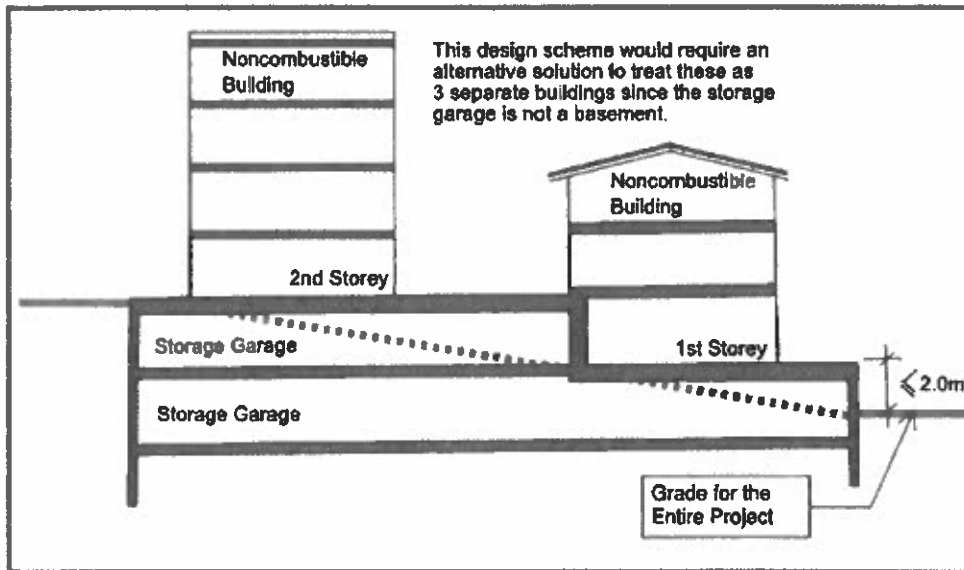 Noncombustible
Building
This design scheme would require an
alternative solution to treat these as
3 separate buildings since the storage
garage is not a basement.
Noncombustible
Building
2nd Storey
1st Storey
Storage Garage
Storage Garage
⩽ 2.0m
Grade for the
Entire Project